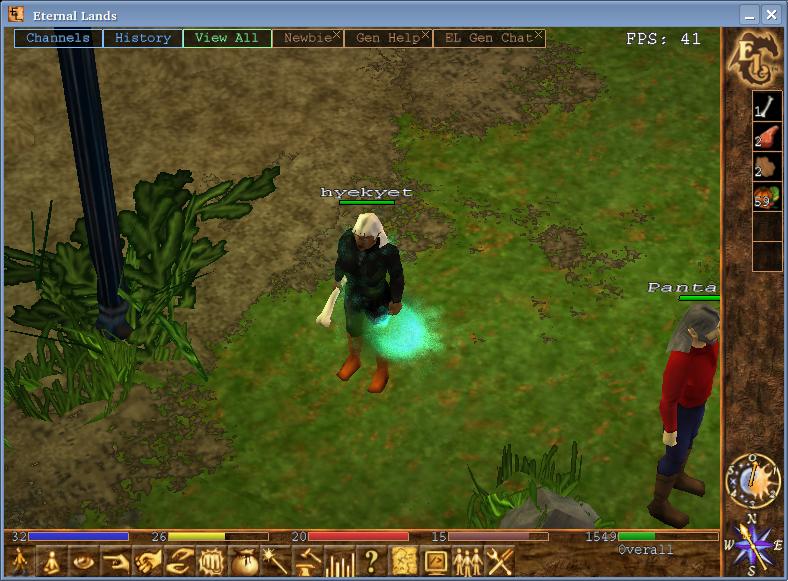 Eternal Lands
Channels History View All Newbie Gen Help EL Gen Chat
FPS: 41
1
2
2
59
hyekyet
Panta
N
W E
S
32 26 20 15 1549
Overall